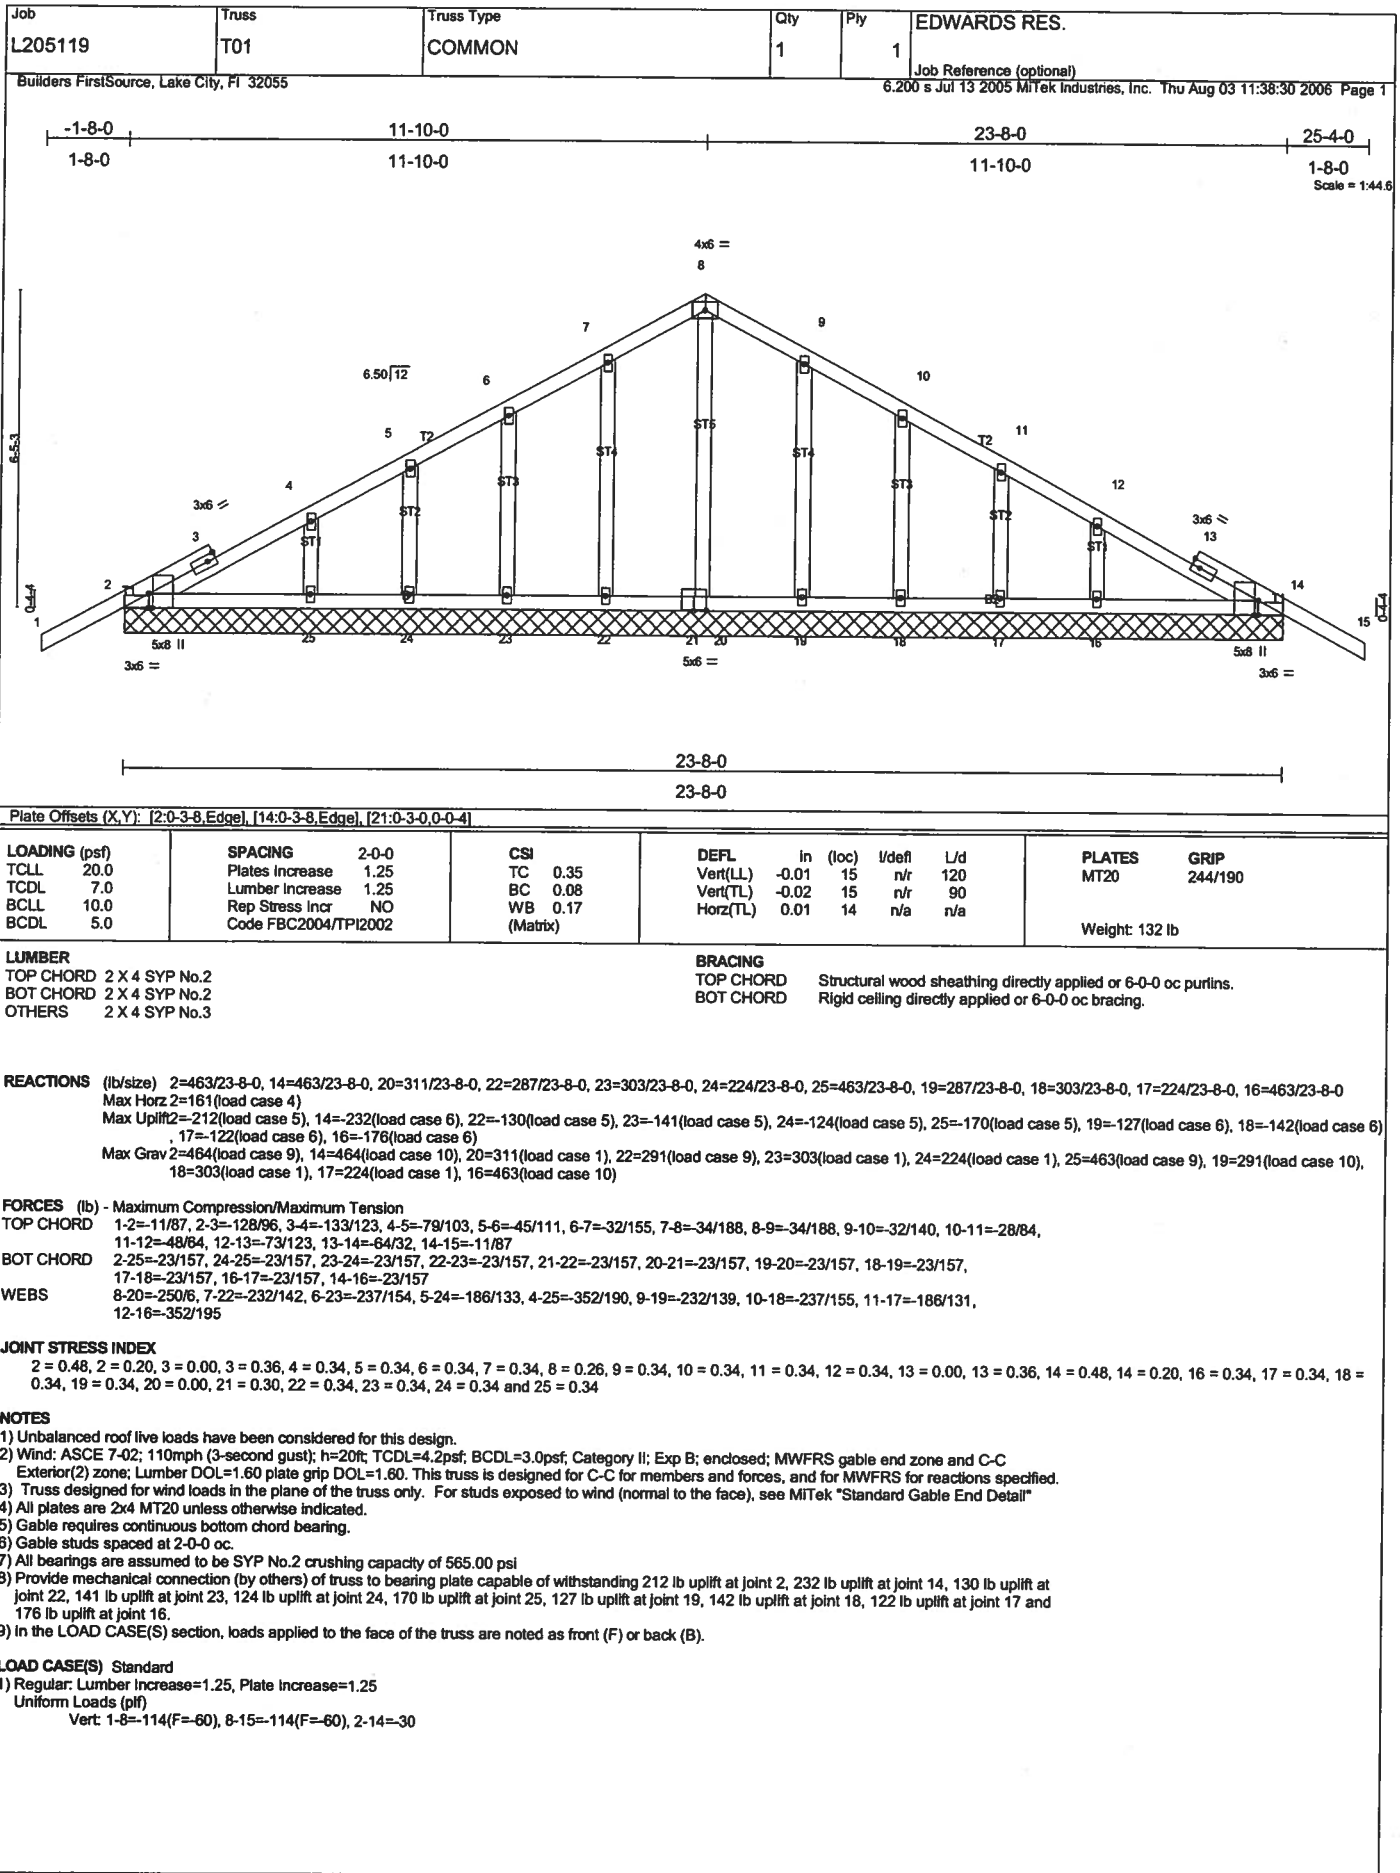 Job Truss Truss Type Qty Ply EDWARDS RES.
L205119 T01 COMMON 1 1
Job Reference (optional)
Builders FirstSource, Lake City, Fl 32055 6.200 s Jul 13 2005 MiTek Industries, Inc. Thu Aug 03 11:38:30 2006 Page 1
-1-8-0 11-10-0 23-8-0 25-4-0
1-8-0 11-10-0 11-10-0 1-8-0
Scale = 1:44.6
4x6 =
8
7 9
6.50 12
6 10
5 T2 T2 11
ST5
ST4 ST4
6-5-3
4 12
ST3 ST3
3x6 = 3x6 =
ST2 ST2
3 13
ST1 ST1
2 14
0-4-4 0-4-4
1 15
25 24 23 22 21 20 19 18 17 16
5x8 II 5x6 = 5x8 II
3x6 = 3x6 =
23-8-0
23-8-0
Plate Offsets (X,Y): [2:0-3-8,Edge], [14:0-3-8,Edge], [21:0-3-0,0-0-4]
LOADING (psf) SPACING 2-0-0 CSI DEFL in (loc) l/defl L/d PLATES GRIP
TCLL 20.0 Plates Increase 1.25 TC 0.35 Vert(LL) -0.01 15 n/r 120 MT20 244/190
TCDL 7.0 Lumber Increase 1.25 BC 0.08 Vert(TL) -0.02 15 n/r 90
BCLL 10.0 Rep Stress Incr NO WB 0.17 Horz(TL) 0.01 14 n/a n/a
BCDL 5.0 Code FBC2004/TPI2002 (Matrix) Weight: 132 lb
LUMBER BRACING
TOP CHORD 2 X 4 SYP No.2 TOP CHORD Structural wood sheathing directly applied or 6-0-0 oc purlins.
BOT CHORD 2 X 4 SYP No.2 BOT CHORD Rigid ceiling directly applied or 6-0-0 oc bracing.
OTHERS 2 X 4 SYP No.3
REACTIONS (lb/size) 2=463/23-8-0, 14=463/23-8-0, 20=311/23-8-0, 22=287/23-8-0, 23=303/23-8-0, 24=224/23-8-0, 25=463/23-8-0, 19=287/23-8-0, 18=303/23-8-0, 17=224/23-8-0, 16=463/23-8-0
Max Horz 2=161(load case 4)
Max Uplift2=-212(load case 5), 14=-232(load case 6), 22=-130(load case 5), 23=-141(load case 5), 24=-124(load case 5), 25=-170(load case 5), 19=-127(load case 6), 18=-142(load case 6)
, 17=-122(load case 6), 16=-176(load case 6)
Max Grav 2=464(load case 9), 14=464(load case 10), 20=311(load case 1), 22=291(load case 9), 23=303(load case 1), 24=224(load case 1), 25=463(load case 9), 19=291(load case 10),
18=303(load case 1), 17=224(load case 1), 16=463(load case 10)
FORCES (lb) - Maximum Compression/Maximum Tension
TOP CHORD 1-2=-11/87, 2-3=-128/96, 3-4=-133/123, 4-5=-79/103, 5-6=-45/111, 6-7=-32/155, 7-8=-34/188, 8-9=-34/188, 9-10=-32/140, 10-11=-28/84,
11-12=-48/64, 12-13=-73/123, 13-14=-64/32, 14-15=-11/87
BOT CHORD 2-25=-23/157, 24-25=-23/157, 23-24=-23/157, 22-23=-23/157, 21-22=-23/157, 20-21=-23/157, 19-20=-23/157, 18-19=-23/157,
17-18=-23/157, 16-17=-23/157, 14-16=-23/157
WEBS 8-20=-250/6, 7-22=-232/142, 6-23=-237/154, 5-24=-186/133, 4-25=-352/190, 9-19=-232/139, 10-18=-237/155, 11-17=-186/131,
12-16=-352/195
JOINT STRESS INDEX
2 = 0.48, 2 = 0.20, 3 = 0.00, 3 = 0.36, 4 = 0.34, 5 = 0.34, 6 = 0.34, 7 = 0.34, 8 = 0.26, 9 = 0.34, 10 = 0.34, 11 = 0.34, 12 = 0.34, 13 = 0.00, 13 = 0.36, 14 = 0.48, 14 = 0.20, 16 = 0.34, 17 = 0.34, 18 =
0.34, 19 = 0.34, 20 = 0.00, 21 = 0.30, 22 = 0.34, 23 = 0.34, 24 = 0.34 and 25 = 0.34
NOTES
1) Unbalanced roof live loads have been considered for this design.
2) Wind: ASCE 7-02; 110mph (3-second gust); h=20ft; TCDL=4.2psf; BCDL=3.0psf; Category II; Exp B; enclosed; MWFRS gable end zone and C-C
Exterior(2) zone; Lumber DOL=1.60 plate grip DOL=1.60. This truss is designed for C-C for members and forces, and for MWFRS for reactions specified.
3) Truss designed for wind loads in the plane of the truss only. For studs exposed to wind (normal to the face), see MiTek "Standard Gable End Detail"
4) All plates are 2x4 MT20 unless otherwise indicated.
5) Gable requires continuous bottom chord bearing.
6) Gable studs spaced at 2-0-0 oc.
7) All bearings are assumed to be SYP No.2 crushing capacity of 565.00 psi
8) Provide mechanical connection (by others) of truss to bearing plate capable of withstanding 212 lb uplift at joint 2, 232 lb uplift at joint 14, 130 lb uplift at
joint 22, 141 lb uplift at joint 23, 124 lb uplift at joint 24, 170 lb uplift at joint 25, 127 lb uplift at joint 19, 142 lb uplift at joint 18, 122 lb uplift at joint 17 and
176 lb uplift at joint 16.
9) In the LOAD CASE(S) section, loads applied to the face of the truss are noted as front (F) or back (B).
LOAD CASE(S) Standard
1) Regular: Lumber Increase=1.25, Plate Increase=1.25
Uniform Loads (plf)
Vert: 1-8=-114(F=-60), 8-15=-114(F=-60), 2-14=-30